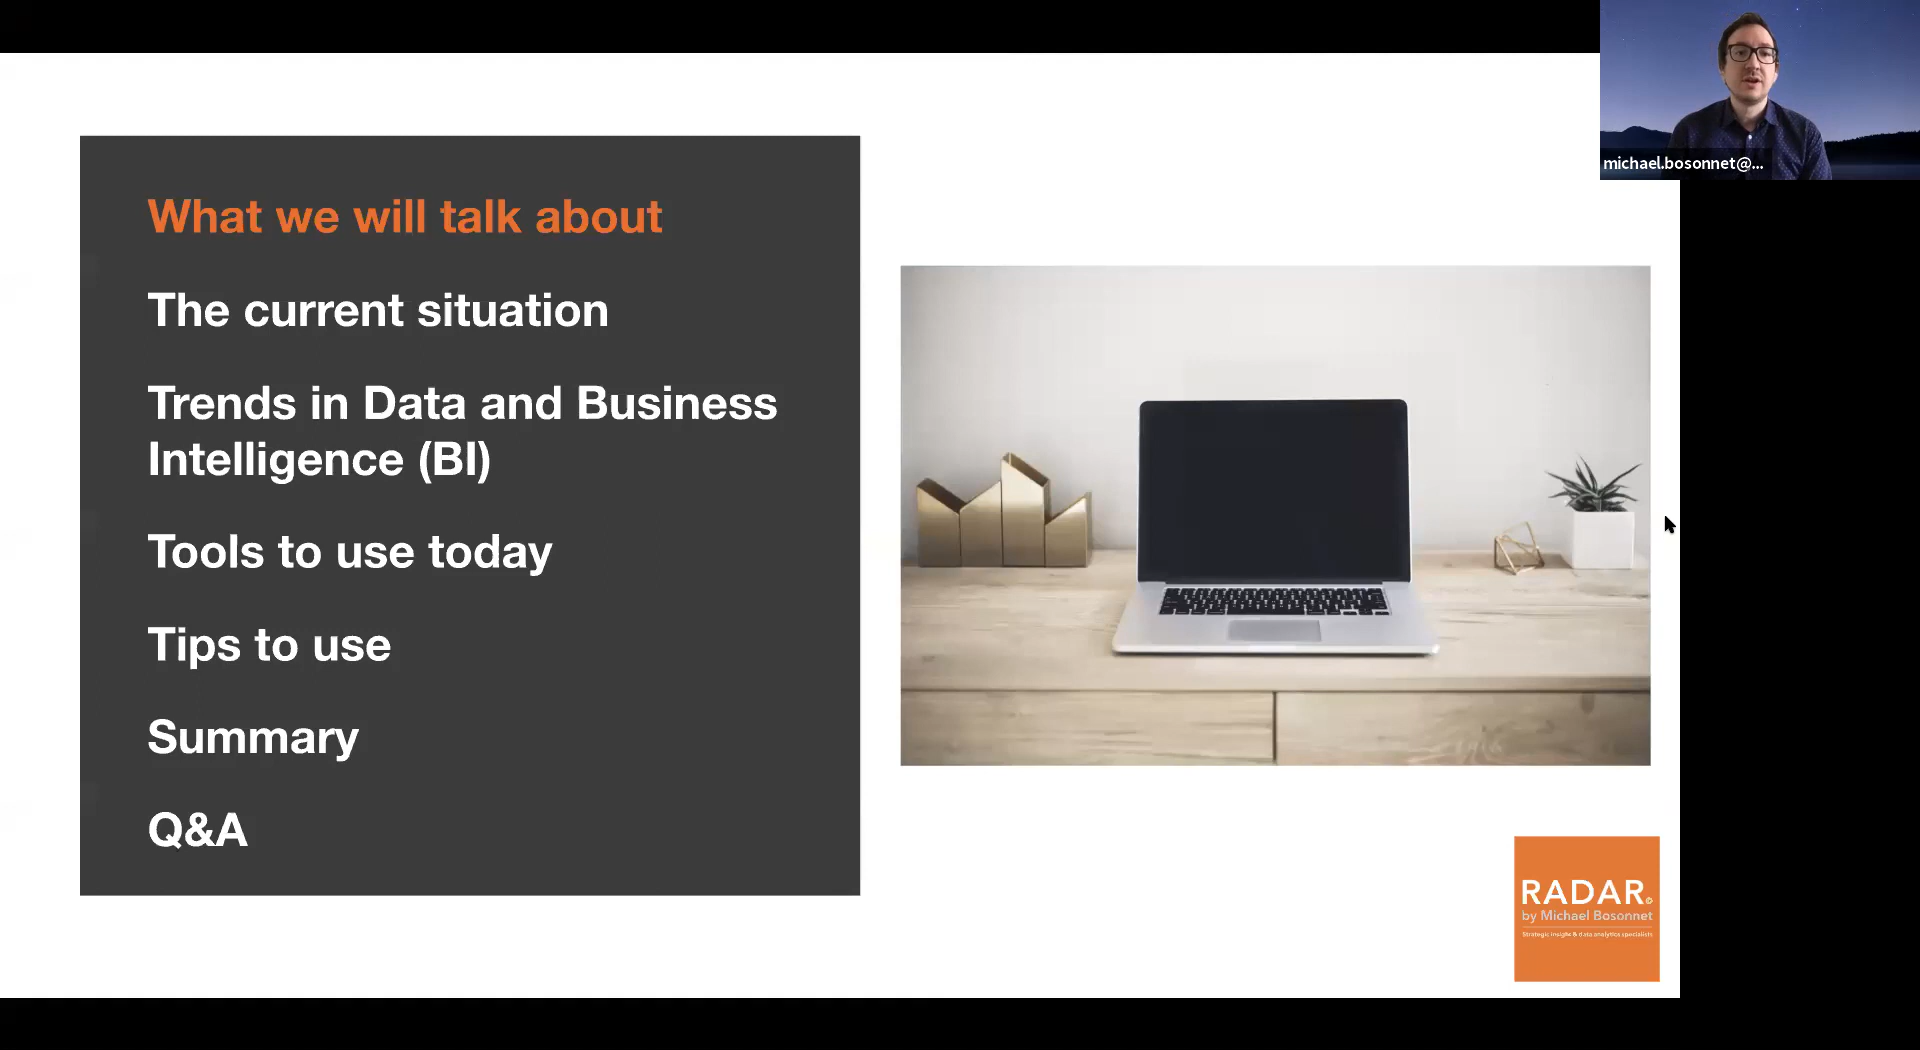 michael.bosonnet@...
What we will talk about
The current situation
Trends in Data and Business
Intelligence (BI)
Tools to use today
Tips to use
Summary
Q&A
RADAR©
by Michael Bosonnet
Strategic insight & data analytics specialists